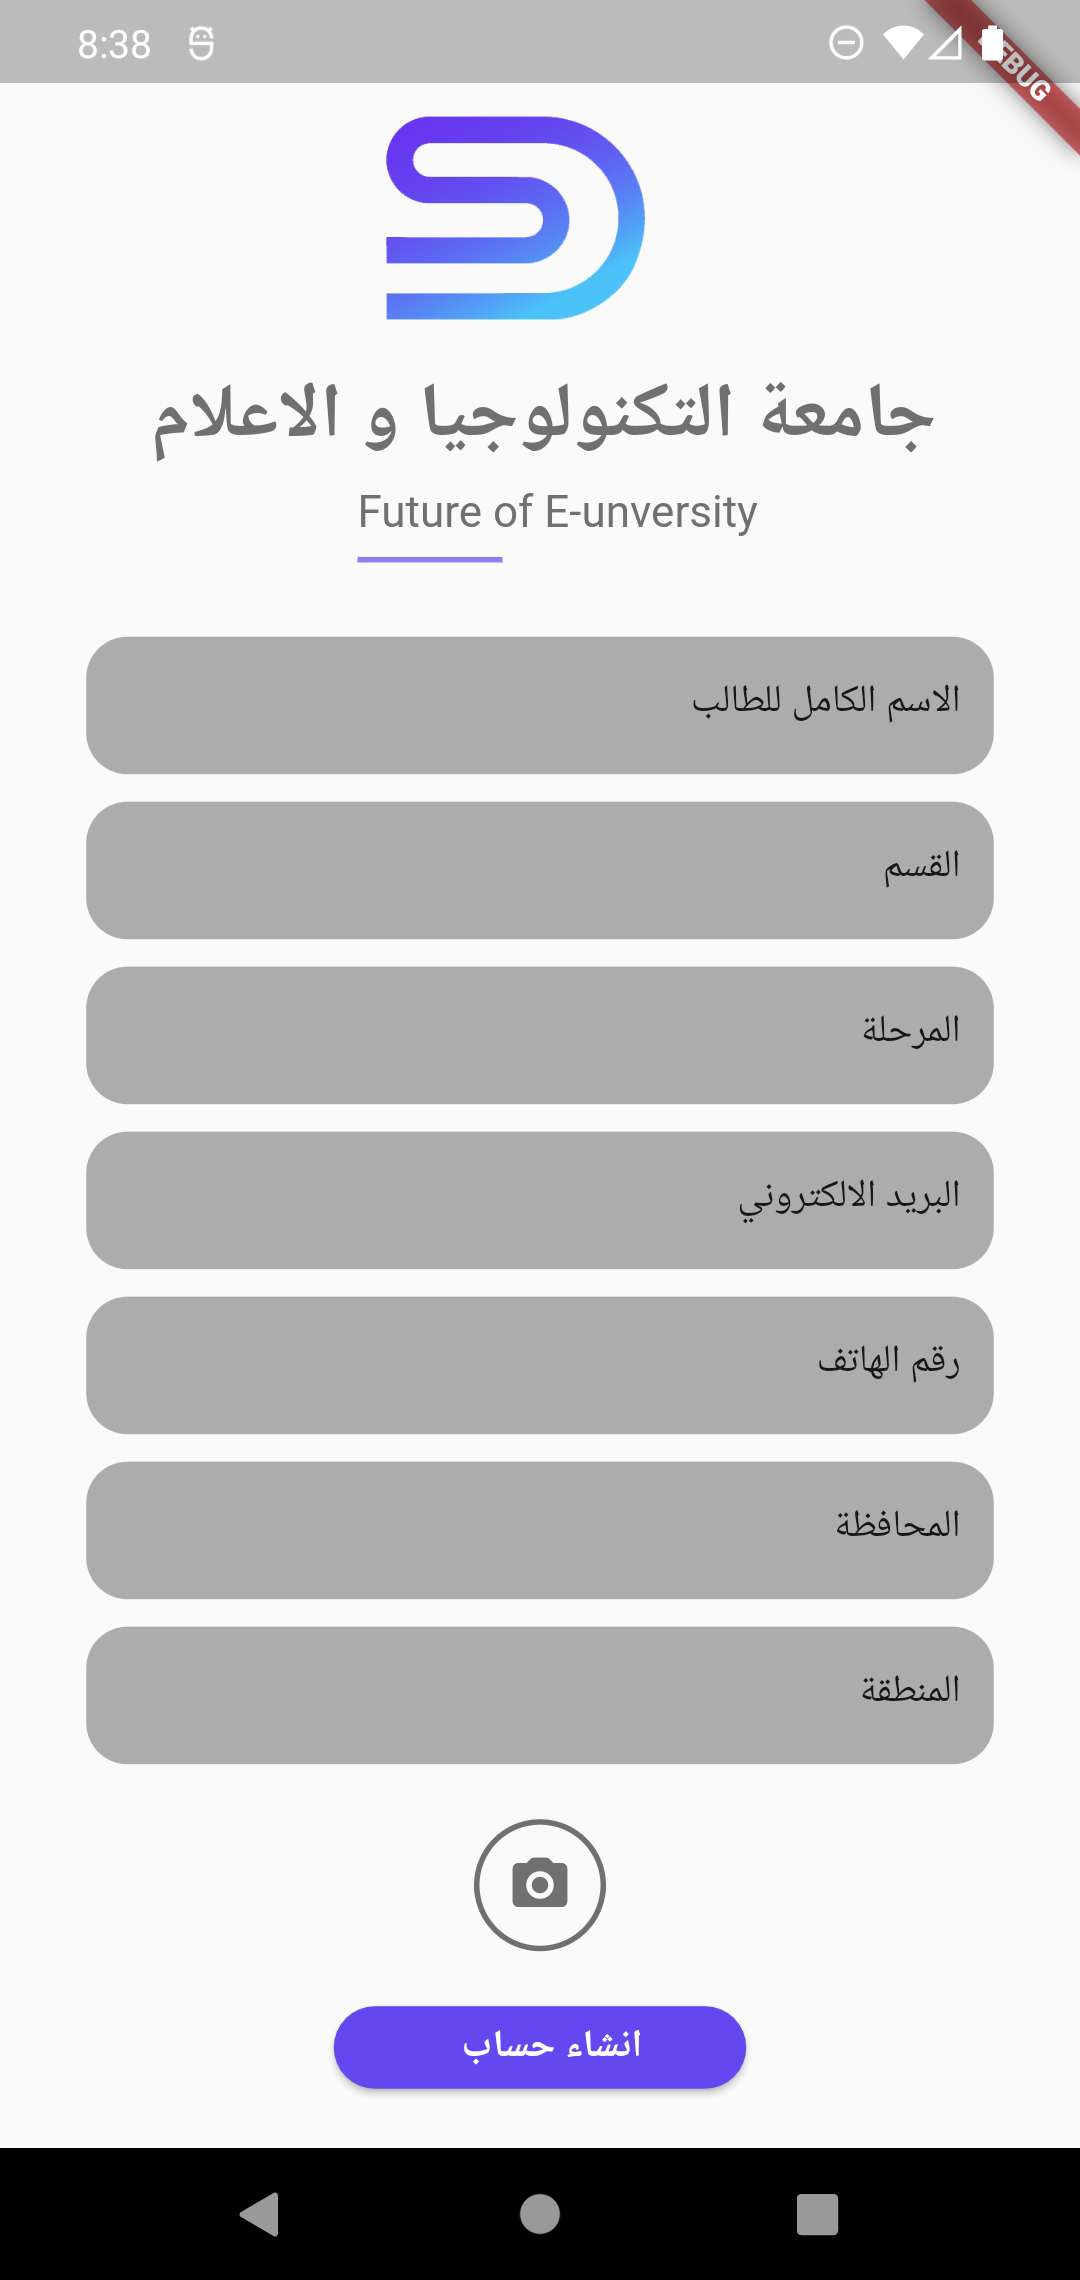 8:38
جامعة التكنولوجيا و الاعلام
Future of E-unversity
الاسم الكامل للطالب
القسم
المرحلة
البريد الالكتروني
رقم الهاتف
المحافظة
المنطقة
انشاء حساب